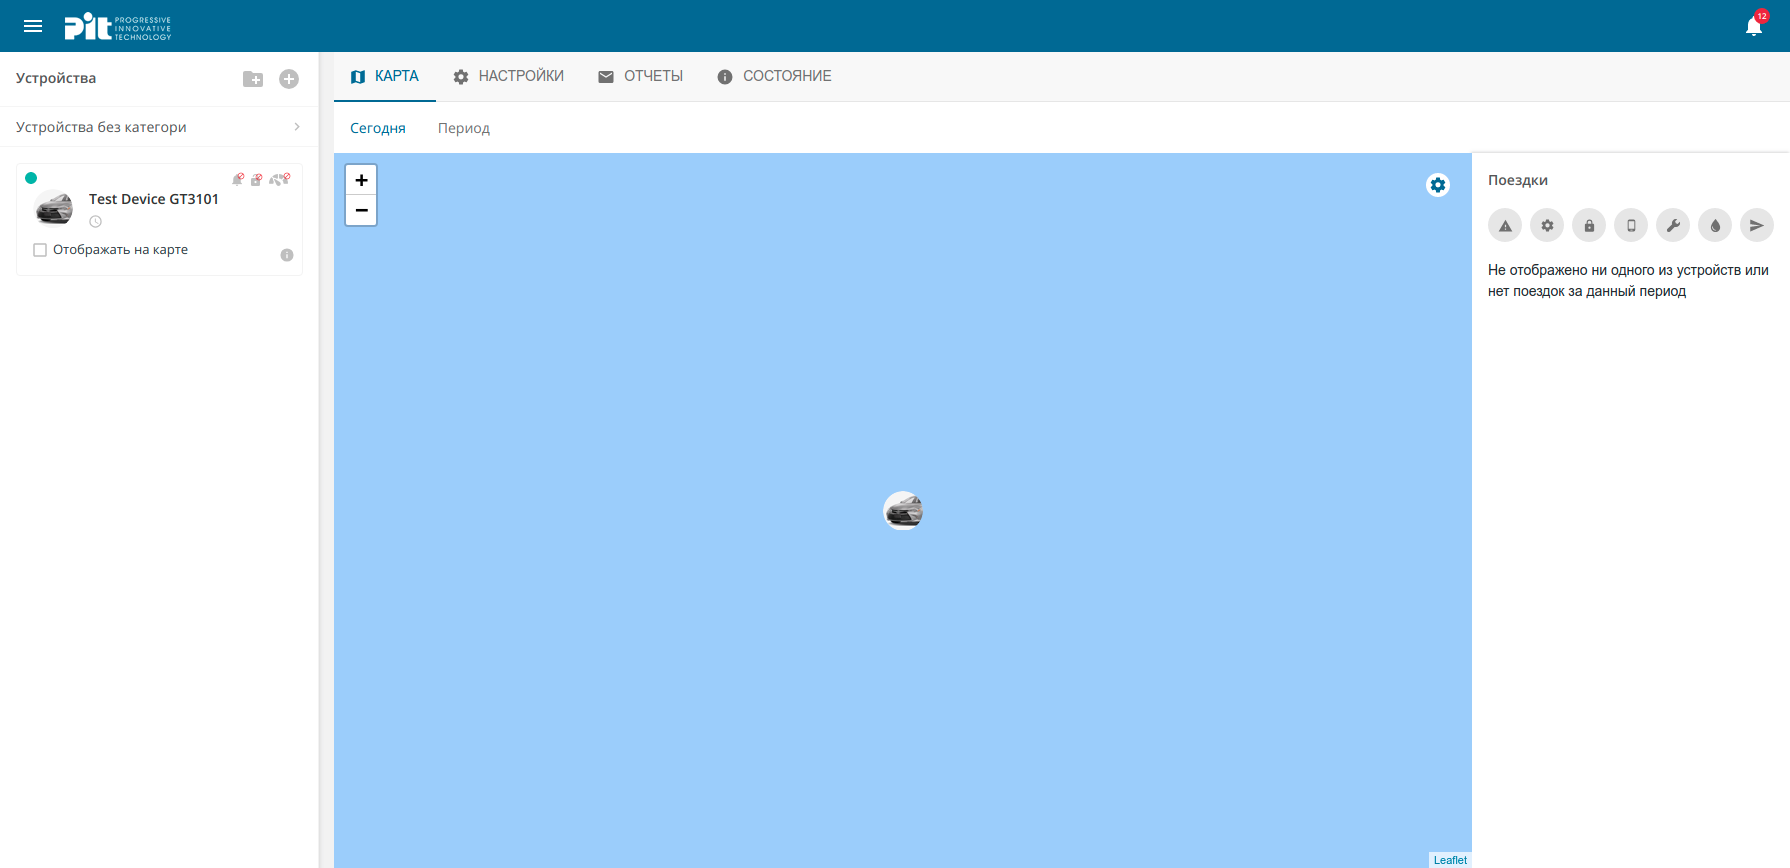 Pit PROGRESSIVE
INNOVATIVE
TECHNOLOGY
12
Устройства
Устройства без категори
Test Device GT3101
Отображать на карте
КАРТА
НАСТРОЙКИ
ОТЧЕТЫ
СОСТОЯНИЕ
Сегодня
Период
+
−
Leaflet
Поездки
Не отображено ни одного из устройств или
нет поездок за данный период